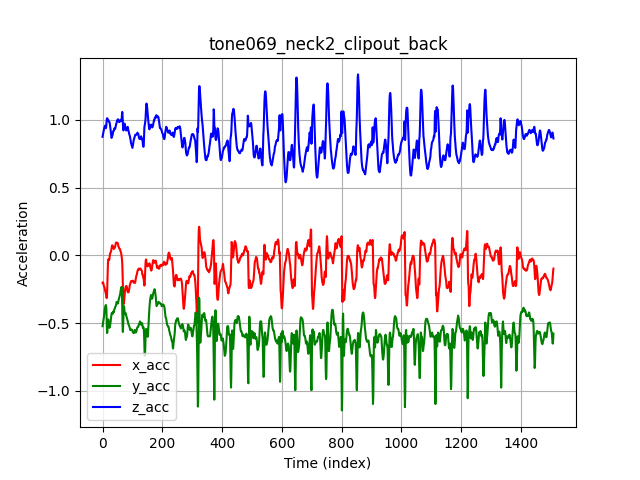 tone069_neck2_clipout_back
Acceleration
1.0
0.5
0.0
−0.5
−1.0
x_acc
y_acc
z_acc
0 200 400 600 800 1000 1200 1400
Time (index)